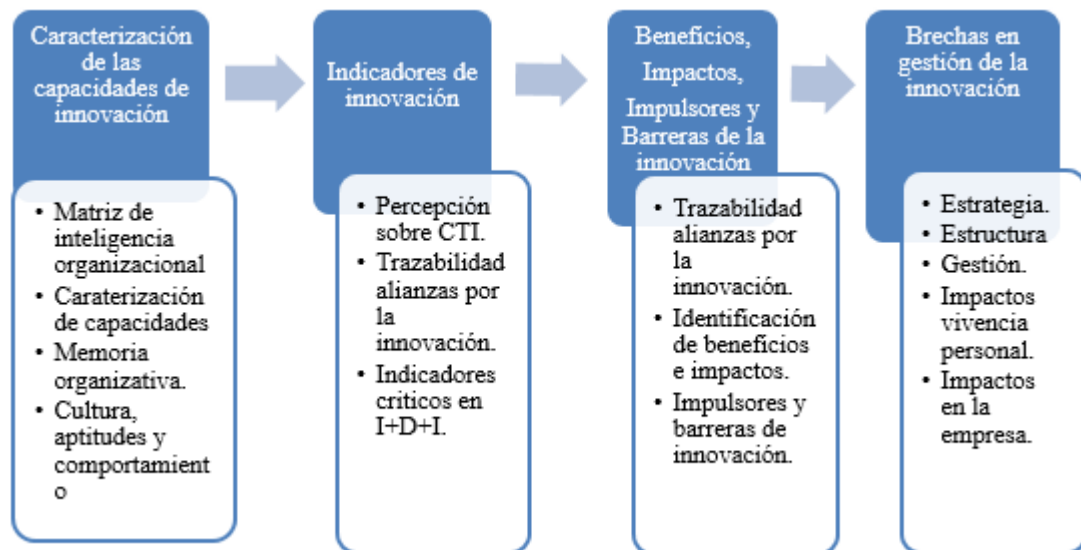 Caracterización
de las
capacidades de
innovación
• Matriz de
inteligencia
organizacional
• Caraterización
de capacidades
• Memoria
organizativa.
• Cultura,
aptitudes y
comportamient
o
Indicadores de
innovación
• Percepción
sobre CTI.
• Trazabilidad
alianzas por
la
innovación.
• Indicadores
criticos en
I+D+I.
Beneficios,
Impactos,
Impulsores y
Barreras de la
innovación
• Trazabilidad
alianzas por
la
innovación.
• Identificación
de beneficios
e impactos.
• Impulsores y
barreras de
innovación.
Brechas en
gestión de la
innovación
• Estrategia.
• Estructura
• Gestión.
• Impactos
vivencia
personal.
• Impactos
en la
empresa.